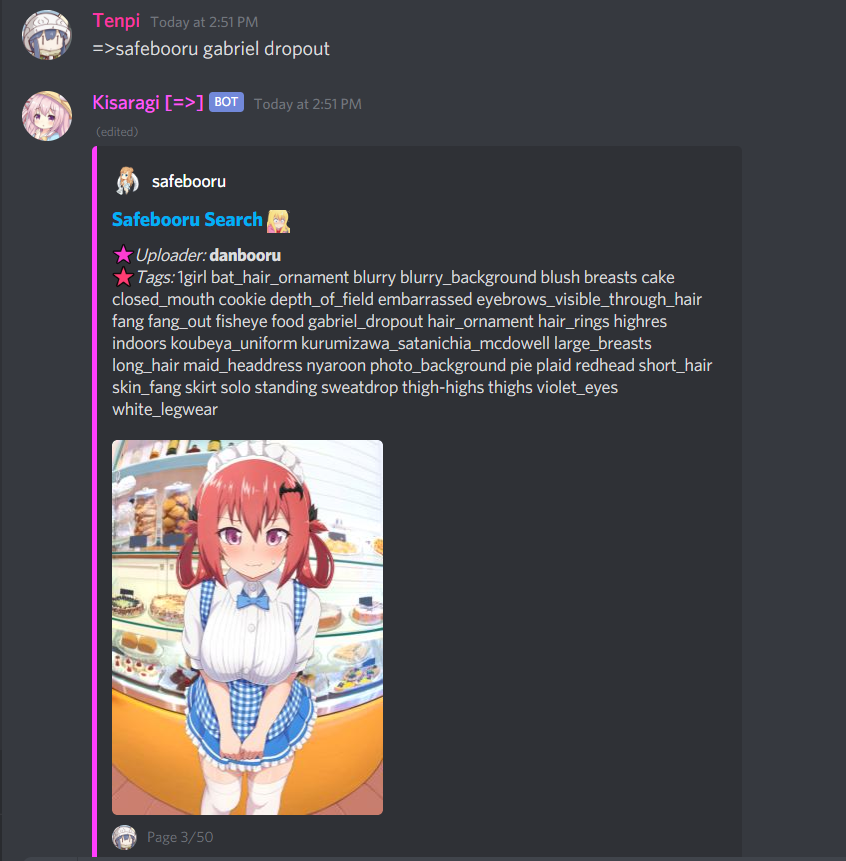 Tenpi Today at 2:51 PM
=>safebooru gabriel dropout
Kisaragi [=>] BOT Today at 2:51 PM
(edited)
safebooru
Safebooru Search
Uploader: danbooru
Tags: 1girl bat_hair_ornament blurry blurry_background blush breasts cake
closed_mouth cookie depth_of_field embarrassed eyebrows_visible_through_hair
fang fang_out fisheye food gabriel_dropout hair_ornament hair_rings highres
indoors koubeya_uniform kurumizawa_satanichia_mcdowell large_breasts
long_hair maid_headdress nyaroon photo_background pie plaid redhead short_hair
skin_fang skirt solo standing sweatdrop thigh-highs thighs violet_eyes
white_legwear
Page 3/50